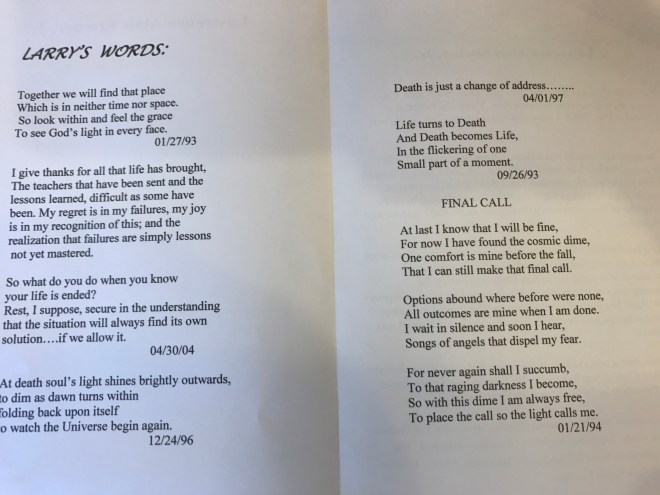 LARRY'S WORDS:
Together we will find that place
Which is in neither time nor space.
So look within and feel the grace
To see God's light in every face.
01/27/93
I give thanks for all that life has brought,
The teachers that have been sent and the
lessons learned, difficult as some have
been. My regret is in my failures, my joy
is in my recognition of this; and the
realization that failures are simply lessons
not yet mastered.
So what do you do when you know
your life is ended?
Rest, I suppose, secure in the understanding
that the situation will always find its own
solution….if we allow it.
04/30/04
At death soul's light shines brightly outwards,
to dim as dawn turns within
folding back upon itself
o watch the Universe begin again.
12/24/96
Death is just a change of address……..
04/01/97
Life turns to Death
And Death becomes Life,
In the flickering of one
Small part of a moment.
09/26/93
FINAL CALL
At last I know that I will be fine,
For now I have found the cosmic dime,
One comfort is mine before the fall,
That I can still make that final call.
Options abound where before were none,
All outcomes are mine when I am done.
I wait in silence and soon I hear,
Songs of angels that dispel my fear.
For never again shall I succumb,
To that raging darkness I become,
So with this dime I am always free,
To place the call so the light calls me.
01/21/94